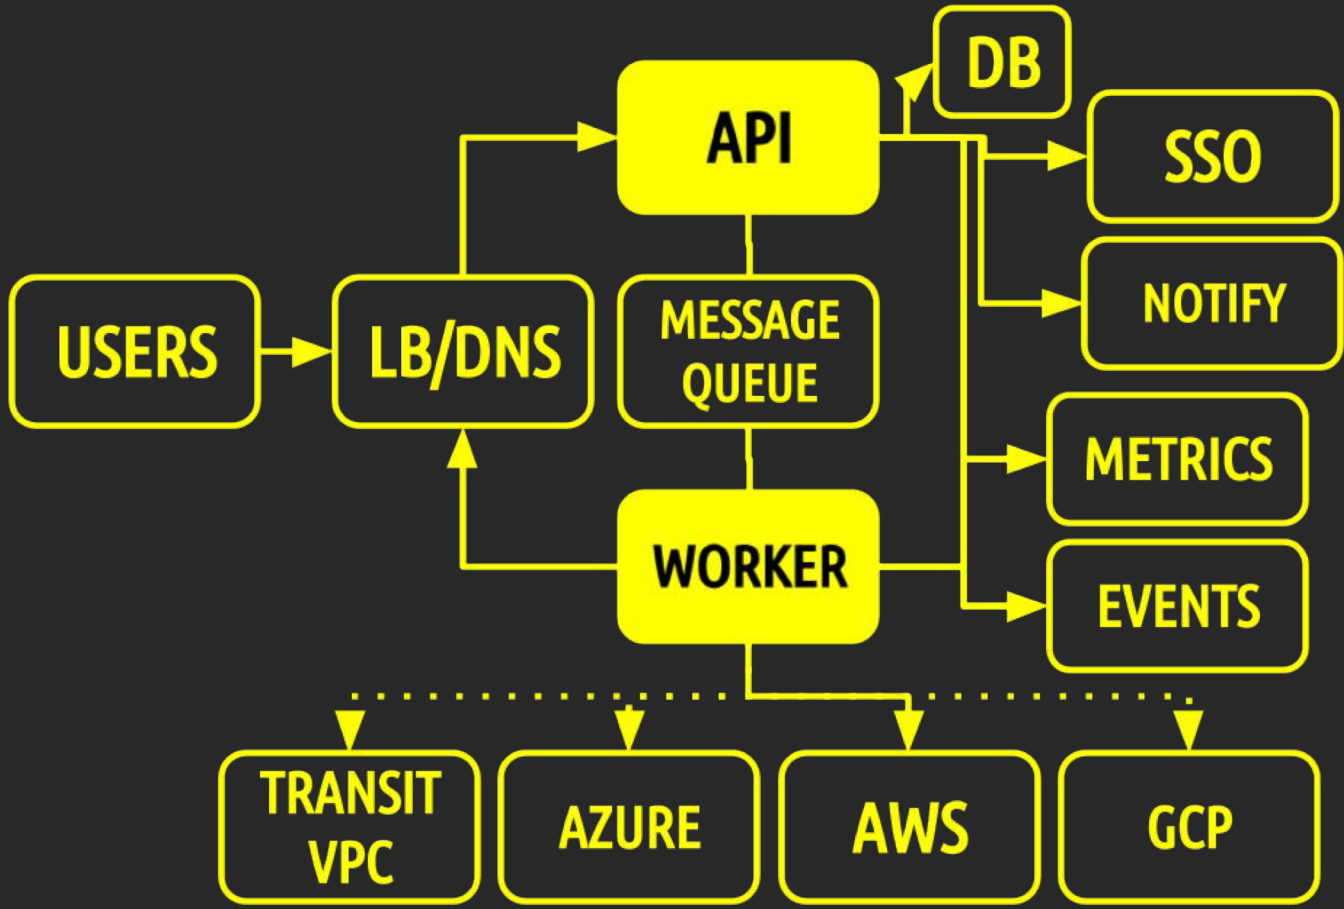 DB
API
SSO
USERS
LB/DNS
MESSAGE
QUEUE
NOTIFY
METRICS
WORKER
EVENTS
TRANSIT
VPC
AZURE
AWS
GCP